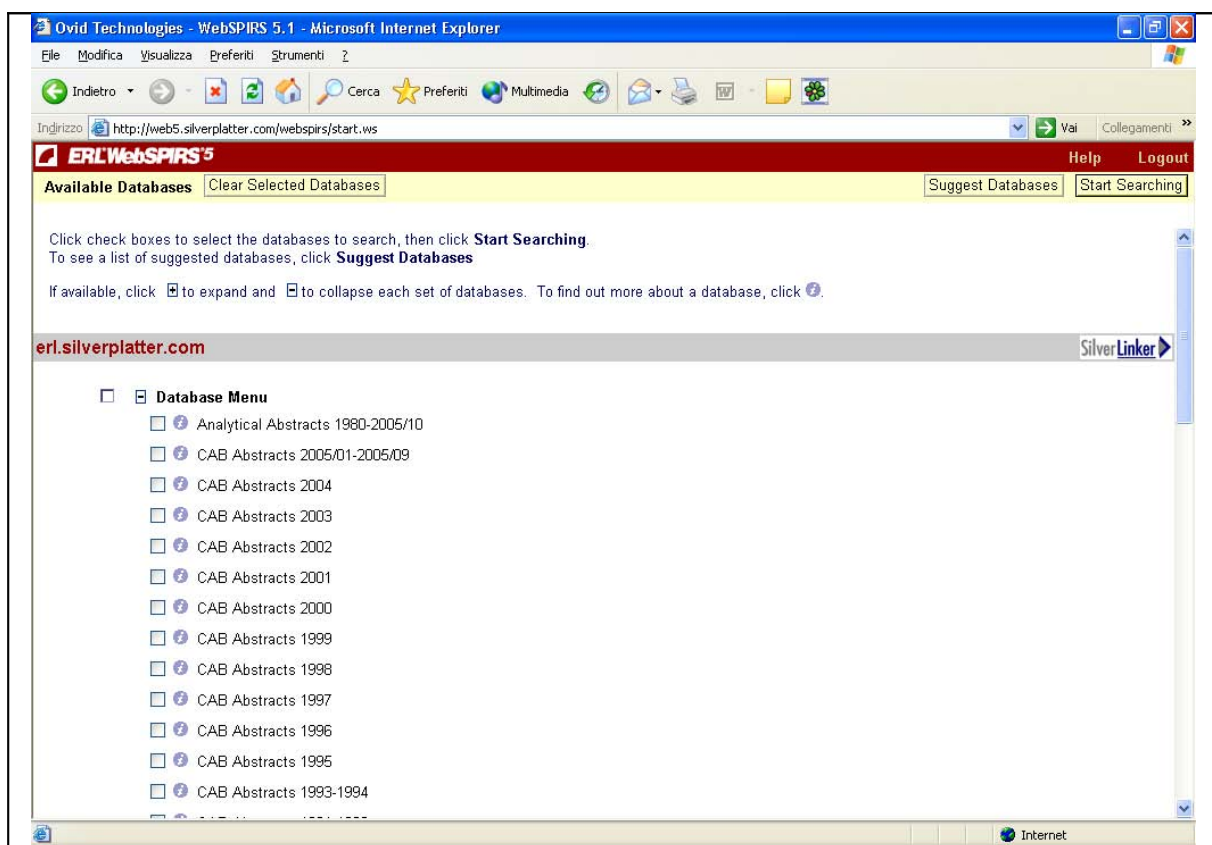 Ovid Technologies - WebSPIRS 5.1 - Microsoft Internet Explorer
File Modifica Visualizza Preferiti Strumenti ?
Indietro Cerca Preferiti Multimedia
Indirizzo http://web5.silverplatter.com/webspirs/start.ws Vai Collegamenti »
ERL WebSPIRS 5 Help Logout
Available Databases Clear Selected Databases Suggest Databases Start Searching
Click check boxes to select the databases to search, then click Start Searching.
To see a list of suggested databases, click Suggest Databases
If available, click + to expand and - to collapse each set of databases. To find out more about a database, click i.
erl.silverplatter.com SilverLinker
Database Menu
Analytical Abstracts 1980-2005/10
CAB Abstracts 2005/01-2005/09
CAB Abstracts 2004
CAB Abstracts 2003
CAB Abstracts 2002
CAB Abstracts 2001
CAB Abstracts 2000
CAB Abstracts 1999
CAB Abstracts 1998
CAB Abstracts 1997
CAB Abstracts 1996
CAB Abstracts 1995
CAB Abstracts 1993-1994
Internet